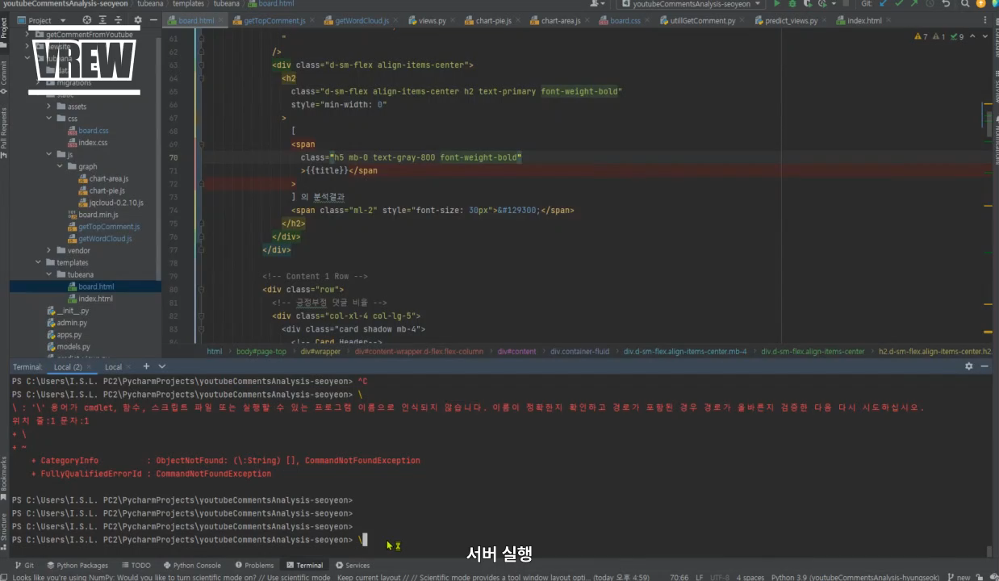 youtubeCommentsAnalysis-seoyeon tubeana templates tubeana board.html youtubeCommentsAnalysis-seoyeon Git:
Project board.html getTopComment.js getWordCloud.js views.py chart-pie.js chart-area.js board.css utillGetComment.py predict_views.py index.html
getCommentFromYoutube
VREW
migrations
assets
css
board.css
index.css
js
graph
chart-area.js
chart-pie.js
jqcloud-0.2.10.js
board.min.js
getTopComment.js
getWordCloud.js
vendor
templates
tubeana
board.html
index.html
__init__.py
admin.py
apps.py
models.py
Project
Commit
Pull Requests
7 1 9
61 "
62 />
63 <div class="d-sm-flex align-items-center">
64 <h2
65 class="d-sm-flex align-items-center h2 text-primary font-weight-bold"
66 style="min-width: 0"
67 >
68 [
69 <span
70 class="h5 mb-0 text-gray-800 font-weight-bold"
71 >{{title}}</span
72 >
73 ] 의 분석결과
74 <span class="ml-2" style="font-size: 30px">&#129300;</span>
75 </h2>
76 </div>
77 </div>
78
79 <!-- Content 1 Row -->
80 <div class="row">
81 <!-- 긍정부정 댓글 비율 -->
82 <div class="col-xl-4 col-lg-5">
83 <div class="card shadow mb-4">
<!-- Card Header-->
html body#page-top div#wrapper div#content-wrapper.d-flex.flex-column div#content div.container-fluid div.d-sm-flex.align-items-center.mb-4 div.d-sm-flex.align-items-center h2.d-sm-flex.align-items-center.h2.
Terminal: Local (2) Local
PS C:\Users\I.S.L. PC2\PycharmProjects\youtubeCommentsAnalysis-seoyeon> ^C
PS C:\Users\I.S.L. PC2\PycharmProjects\youtubeCommentsAnalysis-seoyeon> \
\ : '\' 용어가 cmdlet, 함수, 스크립트 파일 또는 실행할 수 있는 프로그램 이름으로 인식되지 않습니다. 이름이 정확한지 확인하고 경로가 포함된 경우 경로가 올바른지 검증한 다음 다시 시도하십시오.
위치 줄:1 문자:1
+ \
+ ~
+ CategoryInfo : ObjectNotFound: (\:String) [], CommandNotFoundException
+ FullyQualifiedErrorId : CommandNotFoundException
PS C:\Users\I.S.L. PC2\PycharmProjects\youtubeCommentsAnalysis-seoyeon>
PS C:\Users\I.S.L. PC2\PycharmProjects\youtubeCommentsAnalysis-seoyeon>
PS C:\Users\I.S.L. PC2\PycharmProjects\youtubeCommentsAnalysis-seoyeon>
PS C:\Users\I.S.L. PC2\PycharmProjects\youtubeCommentsAnalysis-seoyeon> \
서버 실행
Bookmarks
Structure
Git Python Packages TODO Python Console Problems Terminal Services
Looks like you're using NumPy: Would you like to turn scientific mode on? // Use scientific mode Keep current layout // // Scientific mode provides a tool window layout opti... (today 오후 4:59) 70:66 LF UTF-8 4 spaces Python 3.9 (youtubeCommentsAnalysis-hyungseok) new